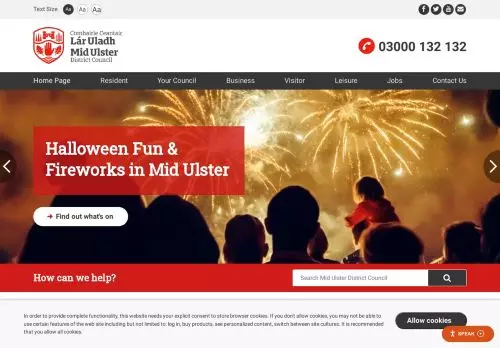 Text Size:
Aa
Aa
Aa
Comhairle Ceantair
Lár Uladh
Mid Ulster
District Council
03000 132 132
Home Page
Resident
Your Council
Business
Visitor
Leisure
Jobs
Contact Us
Halloween Fun &
Fireworks in Mid Ulster
Find out what's on
How can we help?
Search Mid Ulster District Council
In order to provide complete functionality, this website needs your explicit consent to store browser cookies. If you don't allow cookies, you may not be able to
use certain features of the web site including but not limited to: log in, buy products, see personalized content, switch between site cultures. It is recommended
that you allow all cookies.
Allow cookies
SPEAK